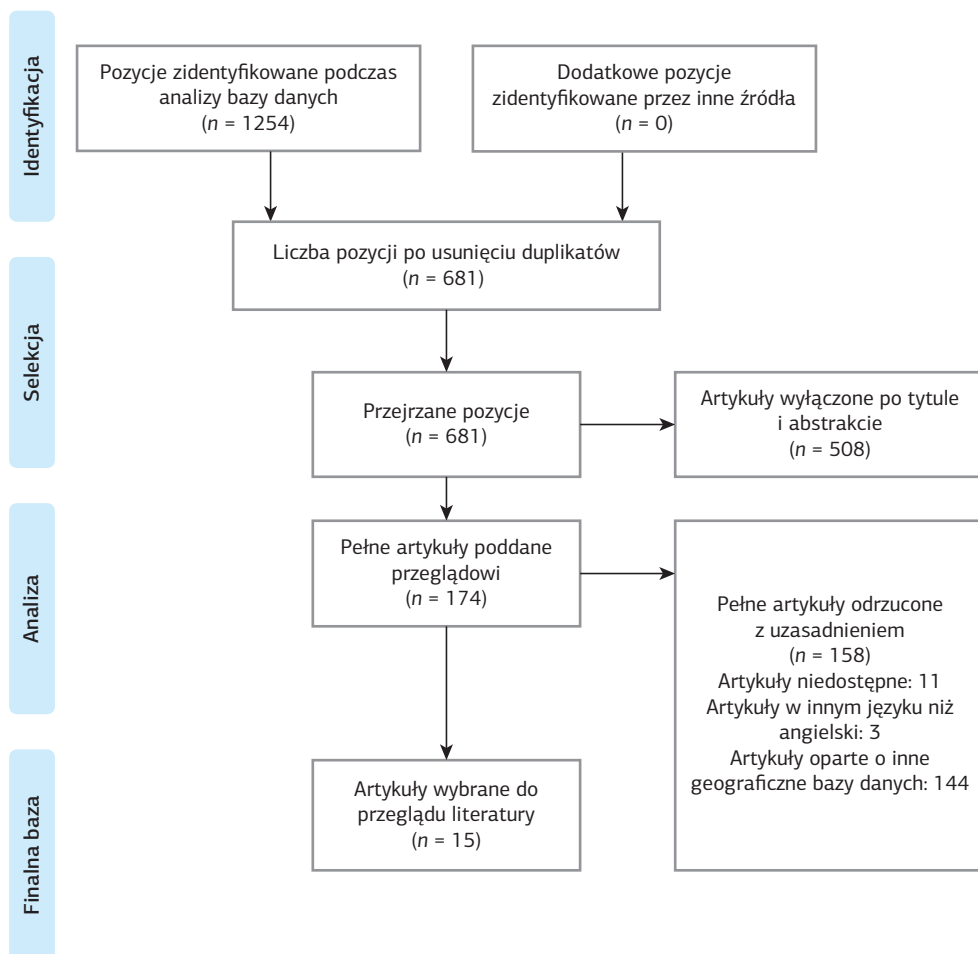 Identyfikacja
Pozycje zidentyfikowane podczas
analizy bazy danych
(n = 1254)
Dodatkowe pozycje
zidentyfikowane przez inne źródła
(n = 0)
Selekcja
Liczba pozycji po usunięciu duplikatów
(n = 681)
Przejrzane pozycje
(n = 681)
Artykuły wyłączone po tytule
i abstrakcie
(n = 508)
Analiza
Pełne artykuły poddane
przeglądowi
(n = 174)
Pełne artykuły odrzucone
z uzasadnieniem
(n = 158)
Artykuły niedostępne: 11
Artykuły w innym języku niż
angielski: 3
Artykuły oparte o inne
geograficzne bazy danych: 144
Finalna baza
Artykuły wybrane do
przeglądu literatury
(n = 15)